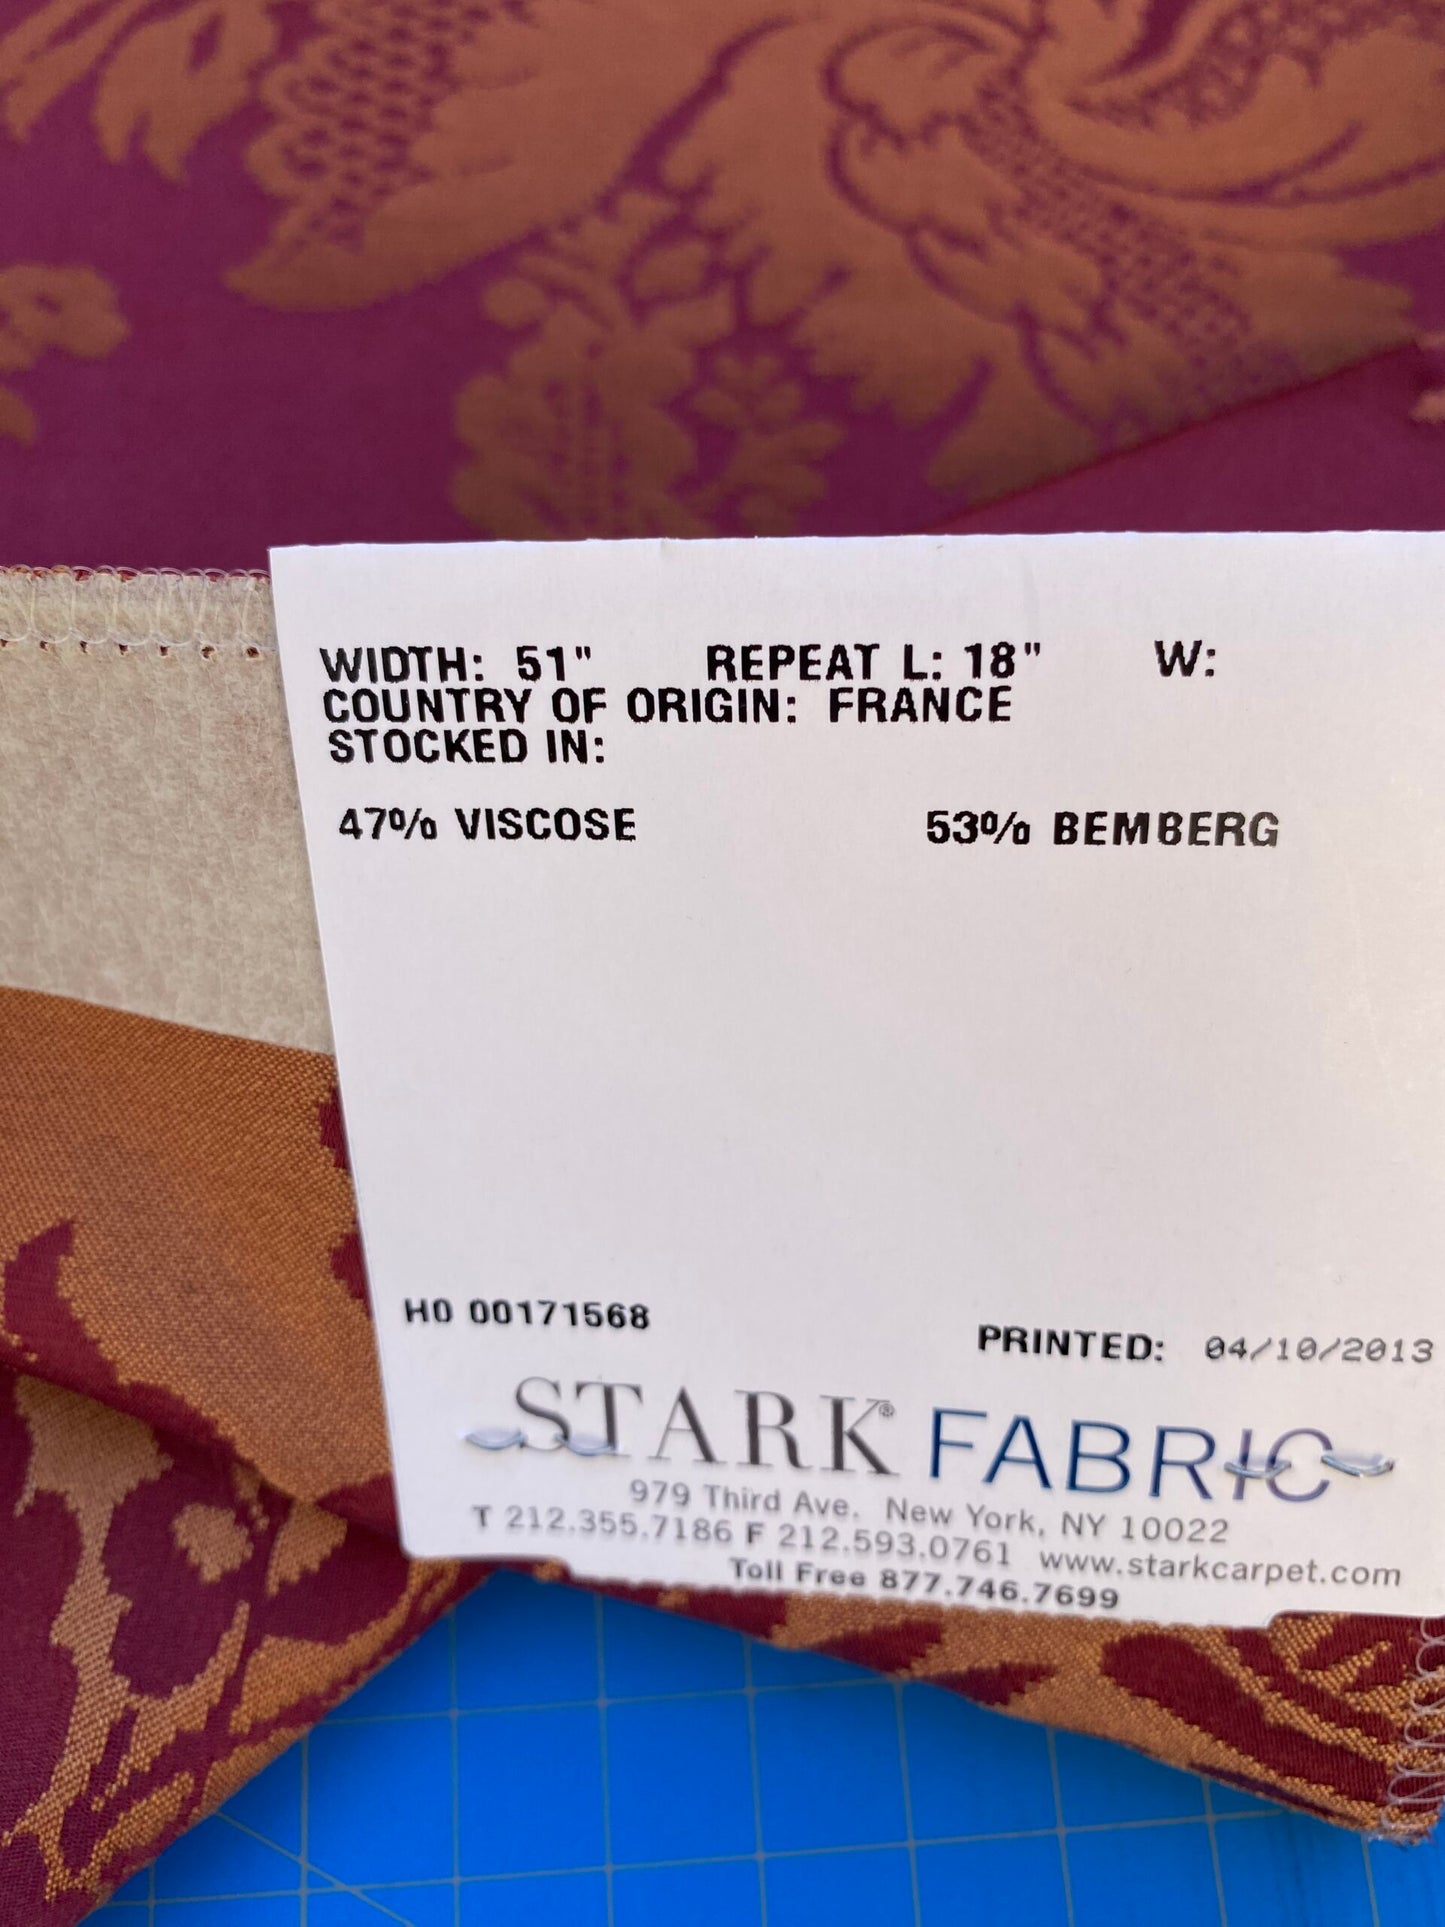 WIDTH: 51" REPEAT L: 18" W:
COUNTRY OF ORIGIN: FRANCE
STOCKED IN:
47% VISCOSE 53% BEMBERG
H0 00171568 PRINTED: 04/10/2013
STARK® FABRIC
979 Third Ave. New York, NY 10022
T 212.355.7186 F 212.593.0761 www.starkcarpet.com
Toll Free 877.746.7699